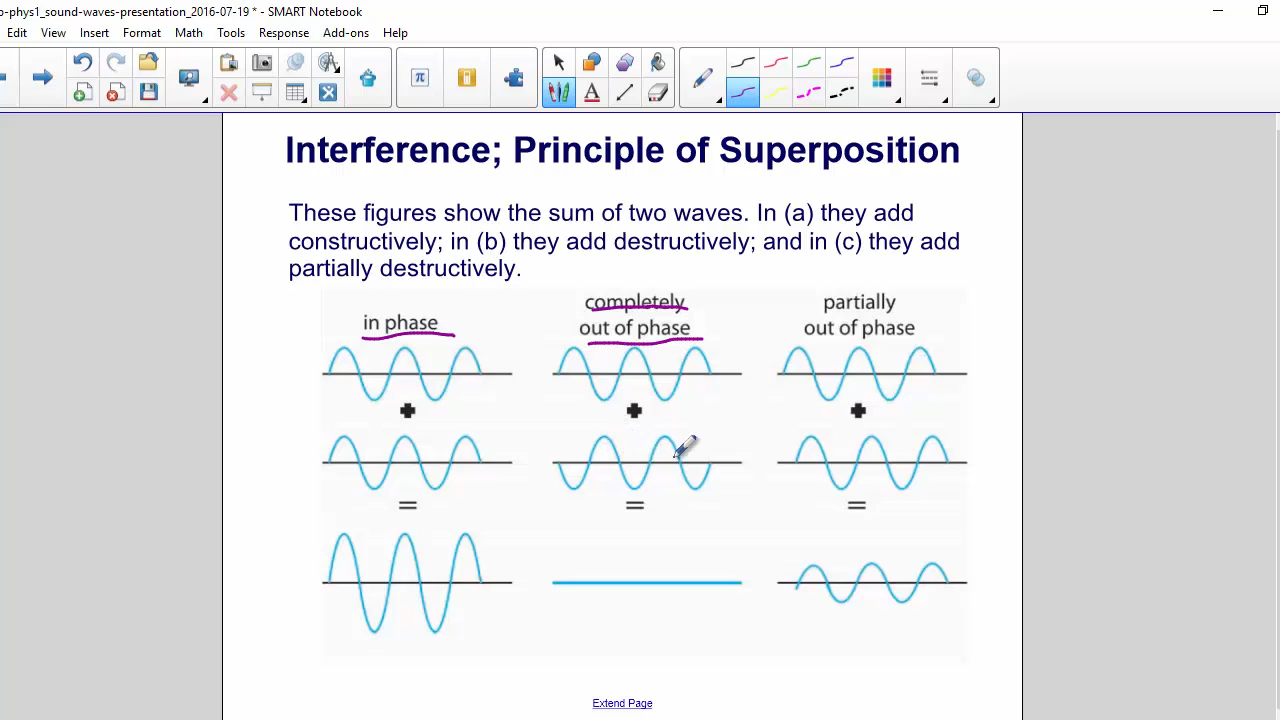 o-phys1_sound-waves-presentation_2016-07-19 * - SMART Notebook
Edit View Insert Format Math Tools Response Add-ons Help
π
A
Interference; Principle of Superposition
These figures show the sum of two waves. In (a) they add
constructively; in (b) they add destructively; and in (c) they add
partially destructively.
in phase
completely
out of phase
partially
out of phase
+ + +
= = =
Extend Page